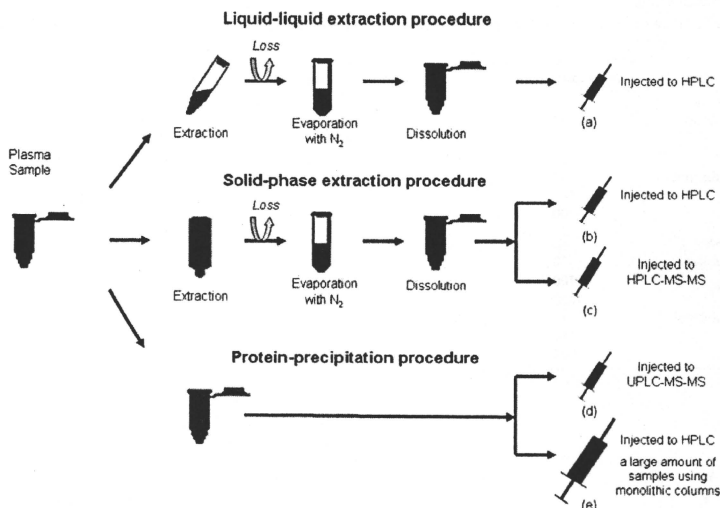 Liquid-liquid extraction procedure
Loss
Extraction
Evaporation
with N2
Dissolution
(a)
Injected to HPLC
Plasma
Sample
Solid-phase extraction procedure
Loss
Extraction
Evaporation
with N2
Dissolution
(b)
Injected to HPLC
(c)
Injected to
HPLC-MS-MS
Protein-precipitation procedure
(d)
Injected to
UPLC-MS-MS
(e)
Injected to HPLC
a large amount of
samples using
monolithic columns